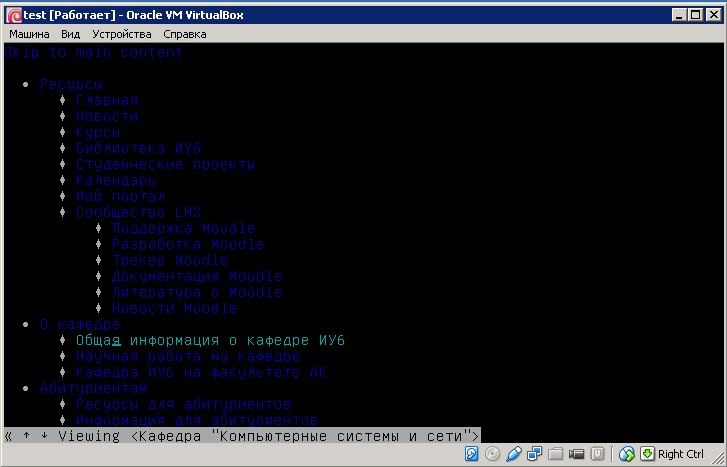 test [Работает] - Oracle VM VirtualBox
Машина Вид Устройства Справка
Skip to main content
Ресурсы
Главная
Новости
Курсы
Библиотека ИУ6
Студенческие проекты
Календарь
Мой портал
Сообщество LMS
Поддержка Moodle
Разработка Moodle
Трекер Moodle
Документация Moodle
Литература о Moodle
Новости Moodle
О кафедре
Общая информация о кафедре ИУ6
Научная работа на кафедре
Кафедра ИУ6 на факультете АК
Абитуриентам
Ресурсы для абитуриентов
Информация для абитуриентов
« ↑ ↓ Viewing <Кафедра "Компьютерные системы и сети">
Right Ctrl